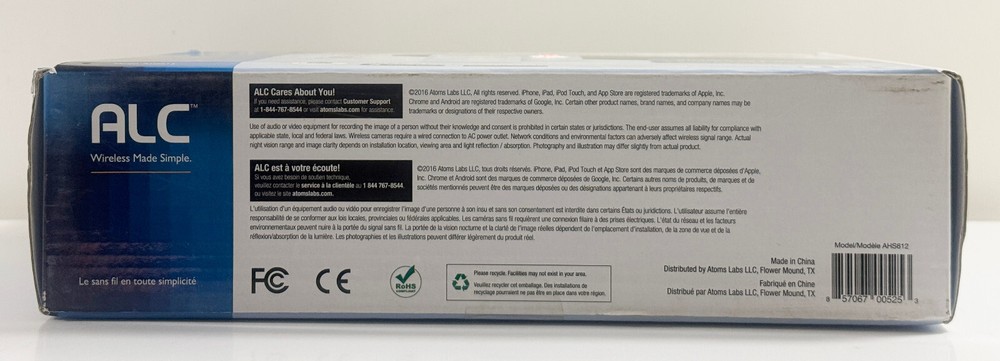 ALC™
Wireless Made Simple.
Le sans fil en toute simplicité
ALC Cares About You!
If you need assistance, please contact Customer Support
at 1-844-767-8544 or visit atomslabs.com for assistance.
©2016 Atoms Labs LLC, All rights reserved. iPhone, iPad, iPod Touch, and App Store are registered trademarks of Apple, Inc.
Chrome and Android are registered trademarks of Google, Inc. Certain other product names, brand names, and company names may be
trademarks or designations of their respective owners.
Use of audio or video equipment for recording the image of a person without their knowledge and consent is prohibited in certain states or jurisdictions. The end-user assumes all liability for compliance with
applicable state, local and federal laws. Wireless cameras require a wired connection to AC power outlet. Network conditions and environmental factors can adversely affect wireless signal range. Actual
night vision range and image clarity depends on installation location, viewing area and light reflection / absorption. Photography and illustration may differ slightly from actual product.
ALC est à votre écoute!
Si vous avez besoin de soutien technique,
veuillez contacter le service à la clientèle au 1 844 767-8544
ou visitez le site atomslabs.com.
©2016 Atoms Labs LLC, tous droits réservés. iPhone, iPad, iPod Touch et App Store sont des marques de commerce déposées d'Apple,
Inc. Chrome et Android sont des marques de commerce déposées de Google, Inc. Certains autres noms de produits, de marques et de
sociétés mentionnés peuvent être des marques déposées ou des désignations appartenant à leurs propriétaires respectifs.
L'utilisation d'un équipement audio ou vidéo pour enregistrer l'image d'une personne à son insu et sans son consentement est interdite dans certains États ou juridictions. L'utilisateur assume l'entière
responsabilité de se conformer aux lois locales, provinciales ou fédérales applicables. Les caméras sans fil requièrent une connexion filaire à des prises électriques. L'état du réseau et les facteurs
environnementaux peuvent nuire à la portée du signal sans fil. La portée de la vision nocturne et la clarté de l'image réelles dépendent de l'emplacement d'installation, de la zone de vue et de la
réflexion/absorption de la lumière. Les photographies et les illustrations peuvent différer légèrement du produit réel.
FC CE
RoHS
COMPLIANT
Please recycle. Facilities may not exist in your area.
Veuillez recycler cet emballage. Des installations de
recyclage pourraient ne pas être en place dans votre région.
Made in China
Distributed by Atoms Labs LLC, Flower Mound, TX
Fabriqué en Chine
Distribué par Atoms Labs LLC, Flower Mound, TX
Model/Modèle AHS612
8 57067 00525 3